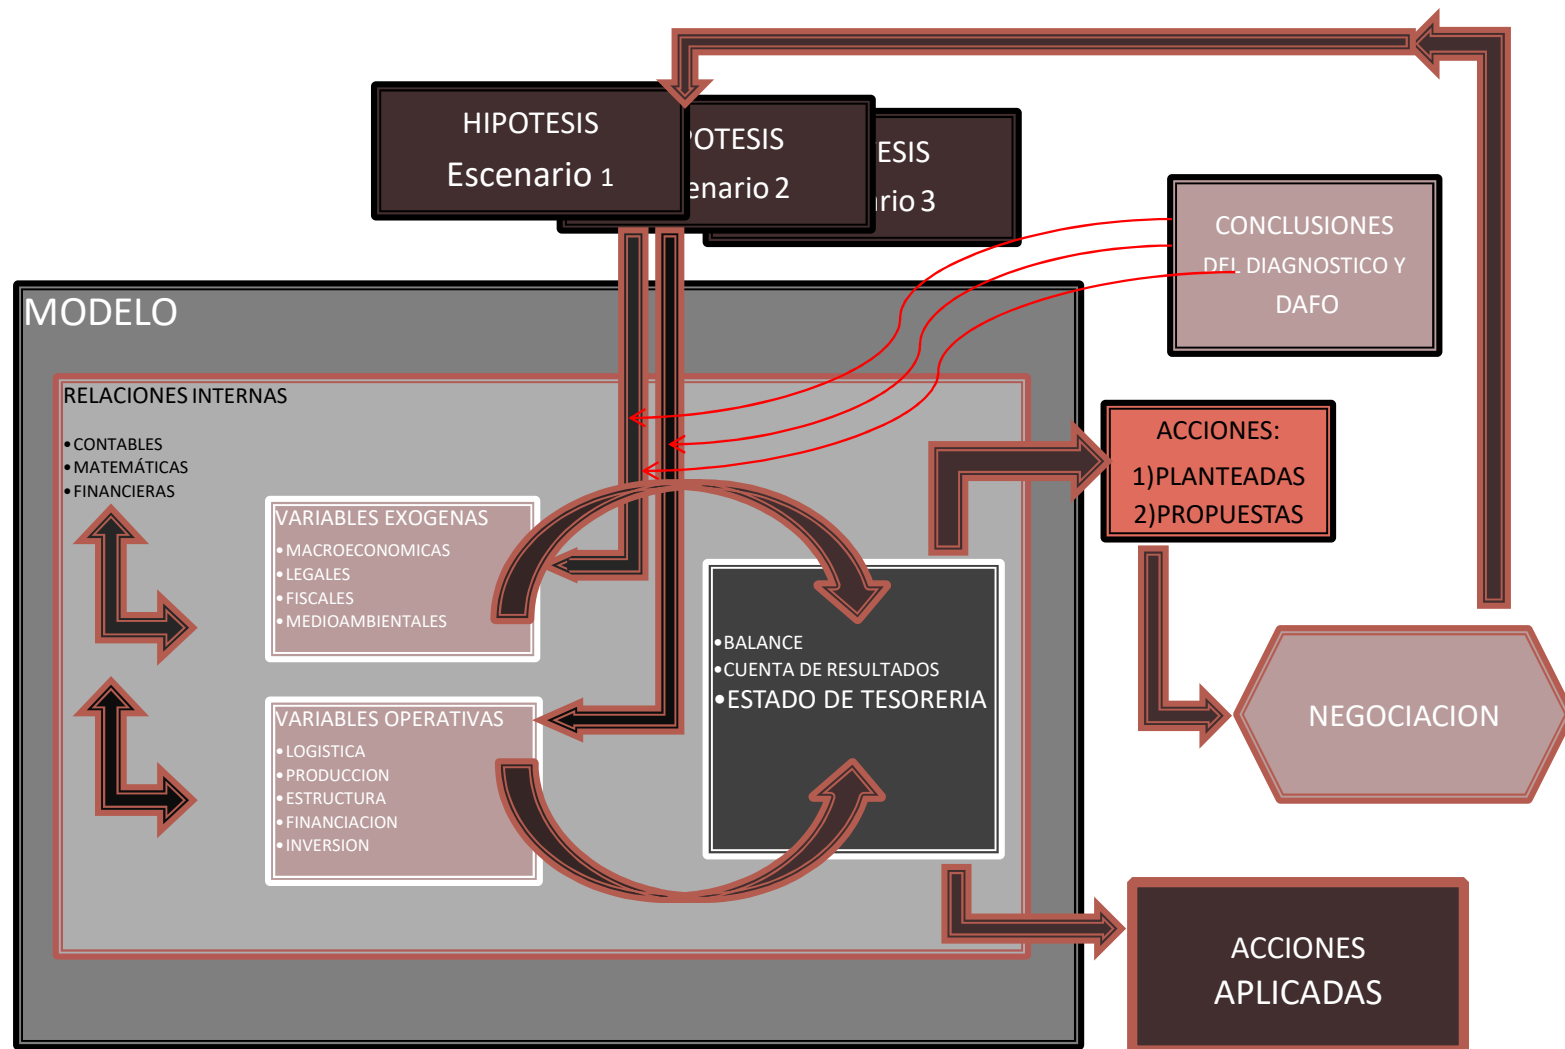 HIPOTESIS
Escenario 1
POTESIS
enario 2
ESIS
rio 3
CONCLUSIONES
DEL DIAGNOSTICO Y
DAFO
MODELO
RELACIONES INTERNAS
•CONTABLES
•MATEMÁTICAS
•FINANCIERAS
ACCIONES:
1)PLANTEADAS
2)PROPUESTAS
VARIABLES EXOGENAS
•MACROECONOMICAS
•LEGALES
•FISCALES
•MEDIOAMBIENTALES
•BALANCE
•CUENTA DE RESULTADOS
•ESTADO DE TESORERIA
VARIABLES OPERATIVAS
•LOGISTICA
•PRODUCCION
•ESTRUCTURA
•FINANCIACION
•INVERSION
NEGOCIACION
ACCIONES
APLICADAS